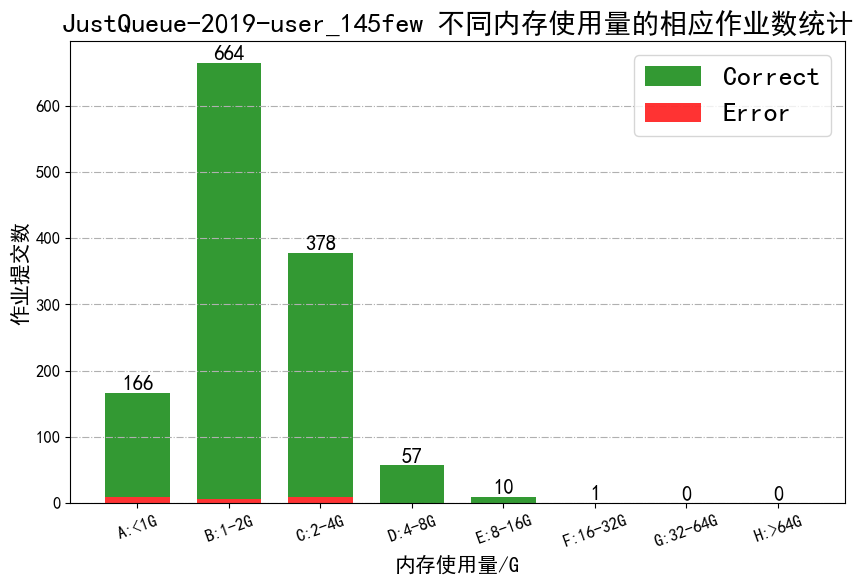 JustQueue-2019-user_145few 不同内存使用量的相应作业数统计
Correct
Error
作业提交数
600
500
400
300
200
100
0
166
664
378
57
10
1
0
0
A:<1G
B:1-2G
C:2-4G
D:4-8G
E:8-16G
F:16-32G
G:32-64G
H:>64G
内存使用量/G